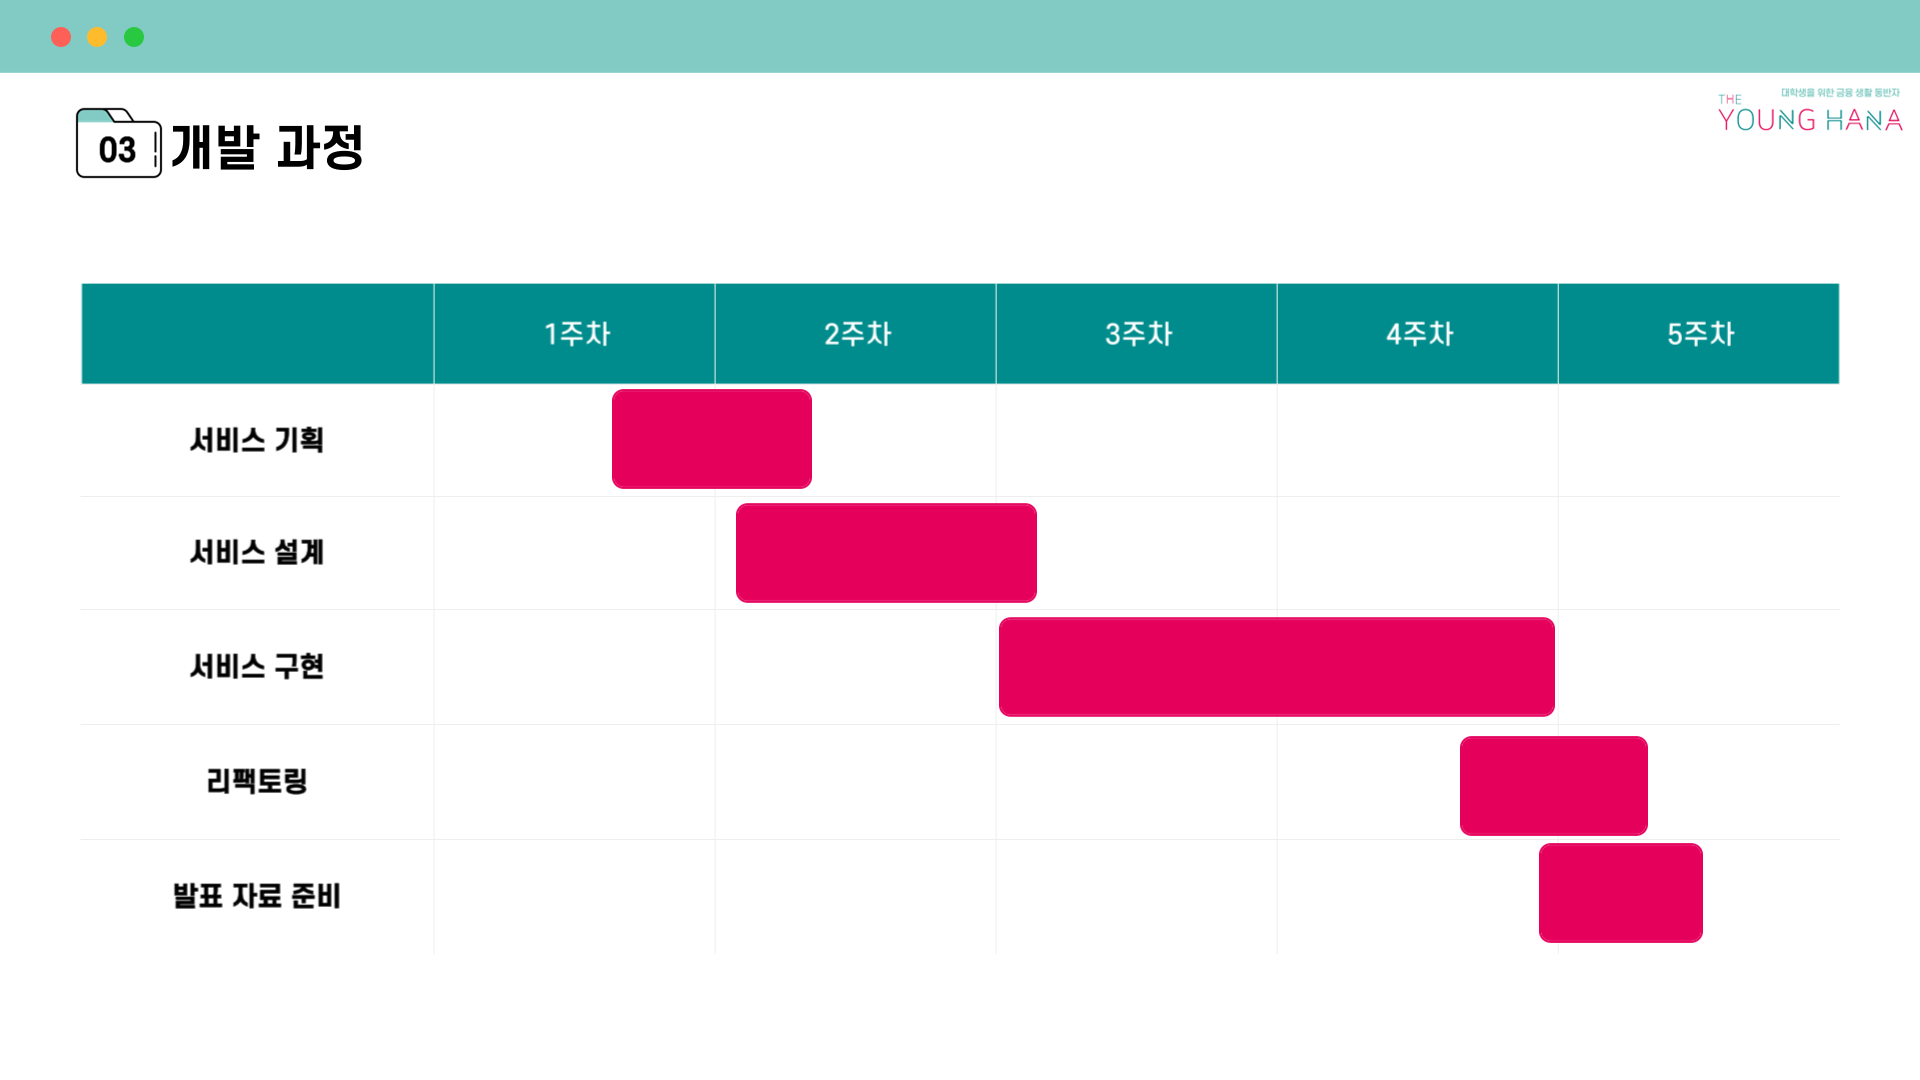 대학생을 위한 금융 생활 동반자
THE
YOUNG HANA
03 개발 과정
1주차 2주차 3주차 4주차 5주차
서비스 기획
서비스 설계
서비스 구현
리팩토링
발표 자료 준비